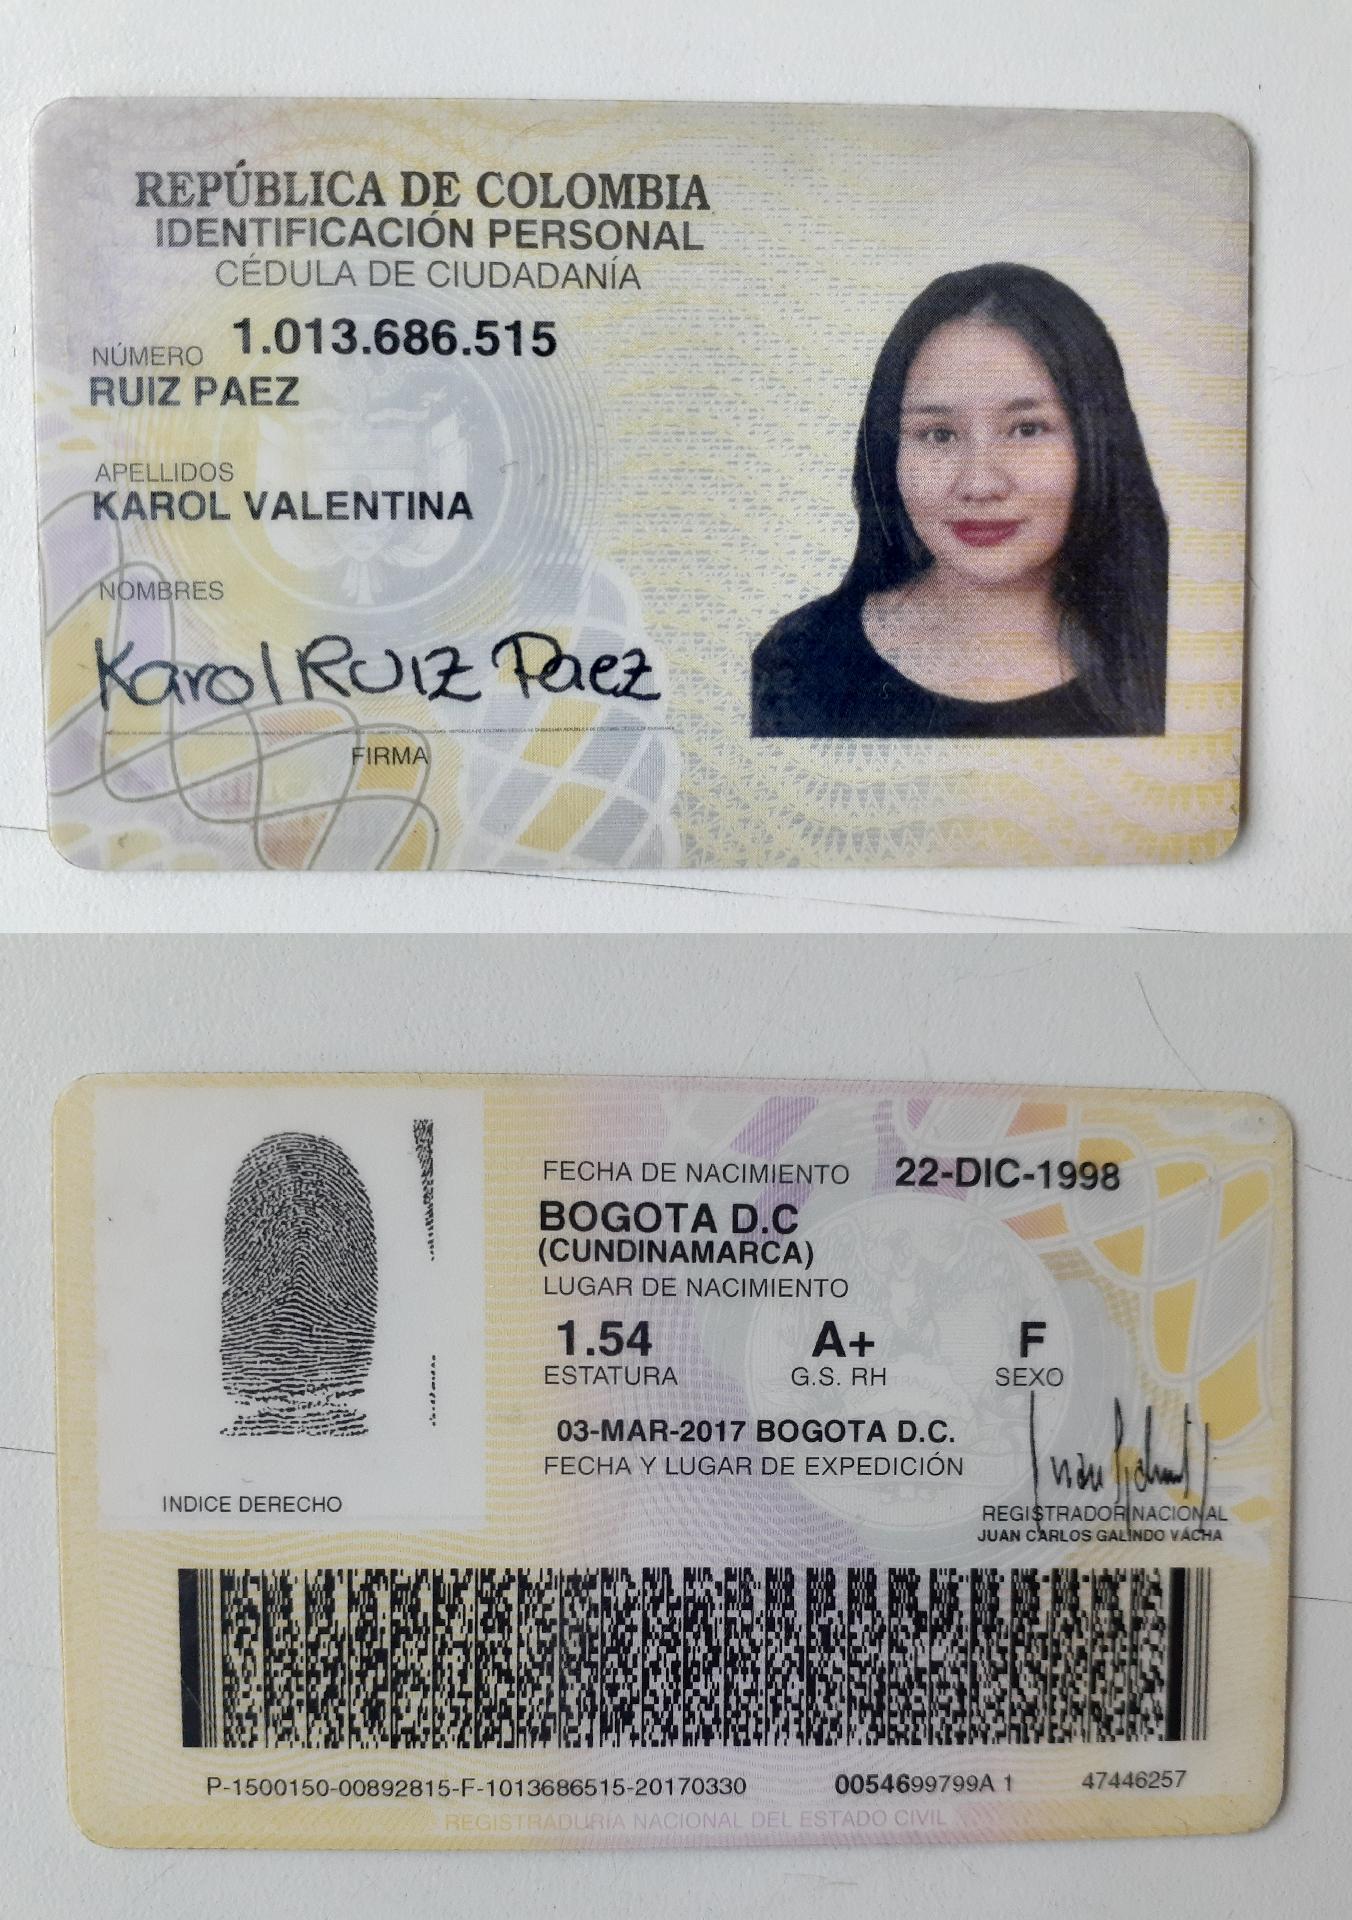 REPÚBLICA DE COLOMBIA
IDENTIFICACIÓN PERSONAL
CÉDULA DE CIUDADANÍA
NÚMERO 1.013.686.515
RUIZ PAEZ
APELLIDOS
KAROL VALENTINA
NOMBRES
Karol Ruiz Paez
FIRMA
FECHA DE NACIMIENTO 22-DIC-1998
BOGOTA D.C
(CUNDINAMARCA)
LUGAR DE NACIMIENTO
1.54 A+ F
ESTATURA G.S. RH SEXO
03-MAR-2017 BOGOTA D.C.
FECHA Y LUGAR DE EXPEDICIÓN
INDICE DERECHO
REGISTRADOR NACIONAL
JUAN CARLOS GALINDO VÁCHA
P-1500150-00892815-F-1013686515-20170330 0054699799A 1 47446257
REGISTRADURIA NACIONAL DEL ESTADO CIVIL